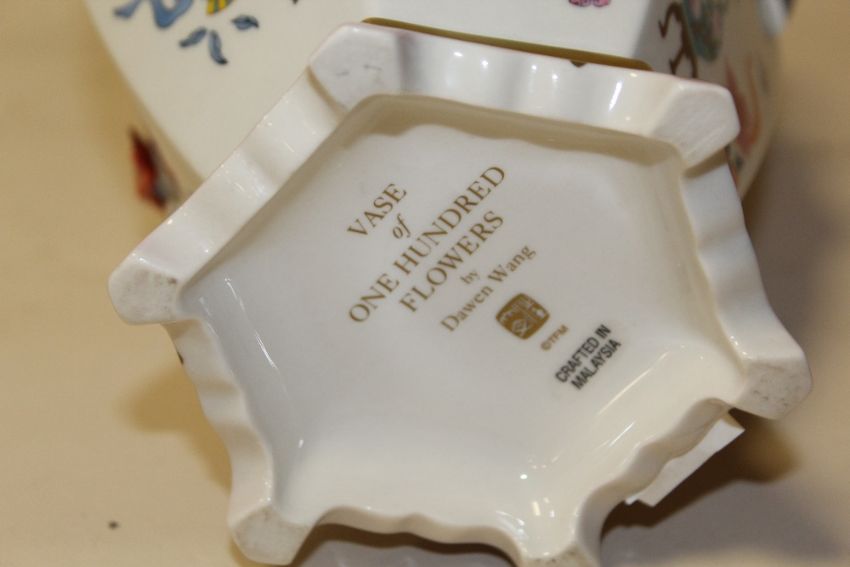 VASE
of
ONE HUNDRED
FLOWERS
by
Dawen Wang
©TFM
CRAFTED IN
MALAYSIA